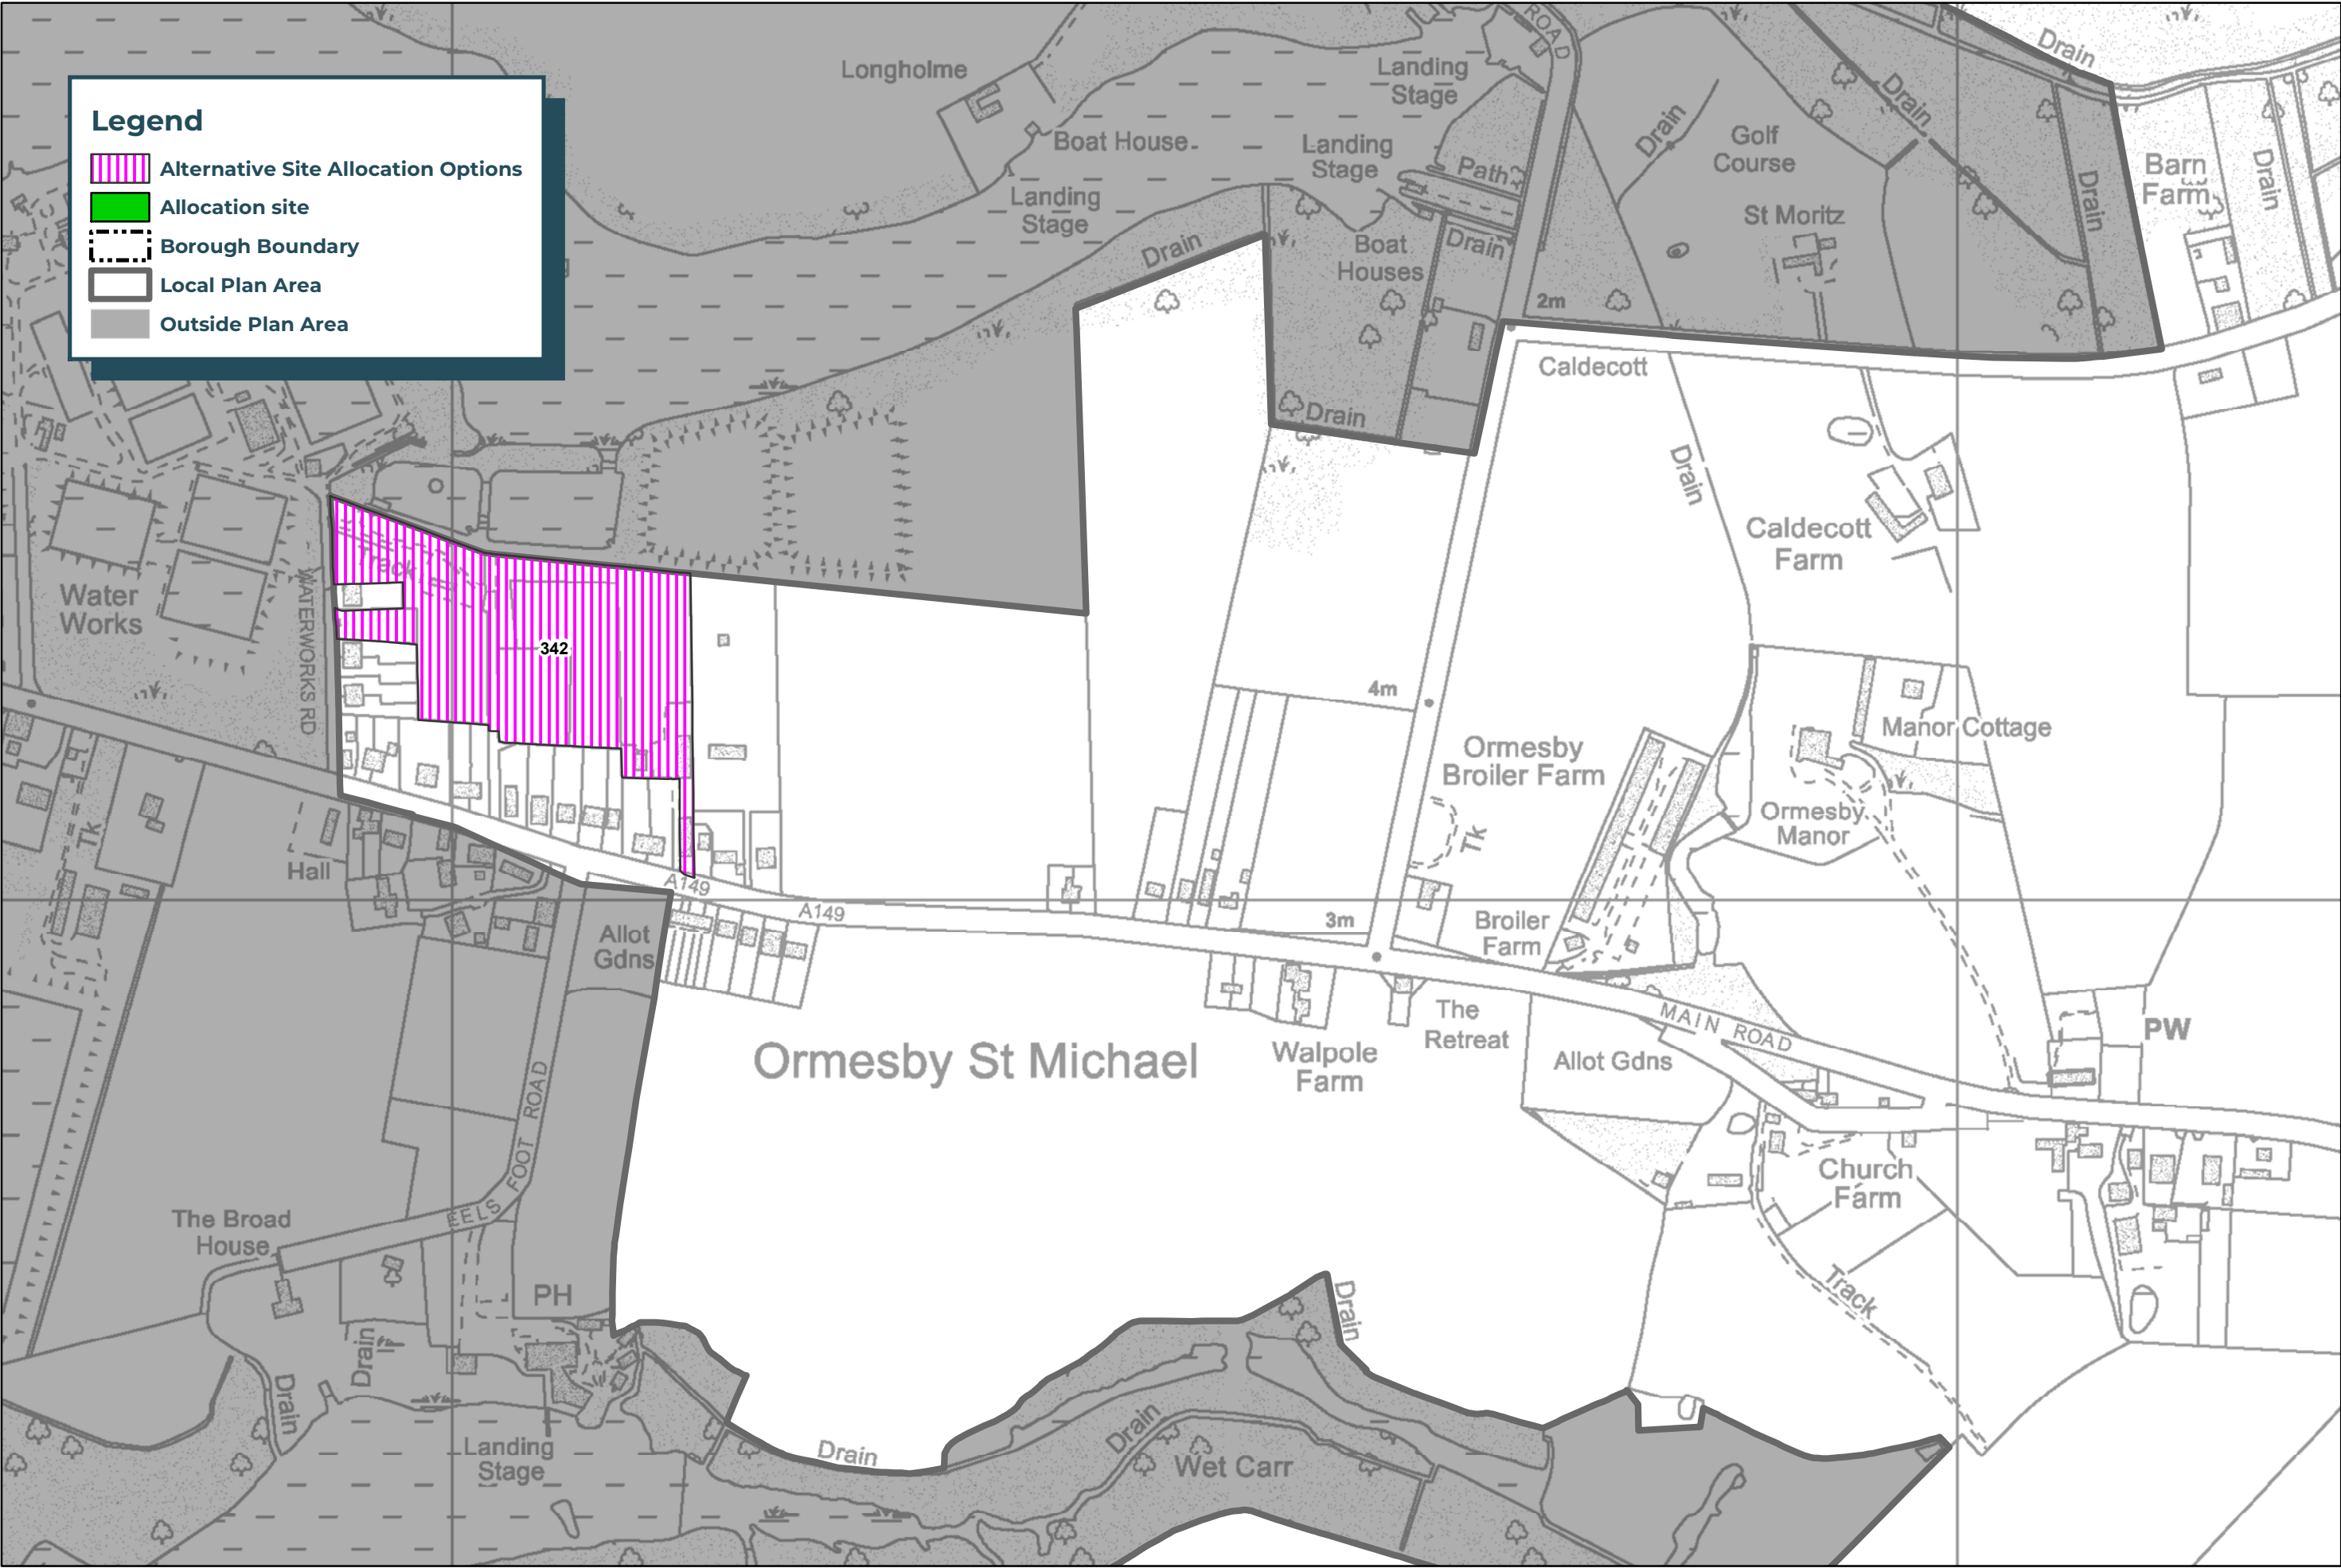 Legend
Alternative Site Allocation Options
Allocation site
Borough Boundary
Local Plan Area
Outside Plan Area
Longholme
Boat House
Landing
Stage
Landing
Stage
Landing
Stage
ROAD
Path
Drain
Drain
Boat
Houses
Drain
Drain
Golf
Course
St Moritz
Drain
Drain
Drain
Barn
Farm
Drain
2m
Caldecott
Drain
Drain
Caldecott
Farm
Water
Works
WATERWORKS RD
Track
342
4m
Manor Cottage
Ormesby
Broiler Farm
Ormesby
Manor
Tk
Tk
Hall
A149
A149
3m
Broiler
Farm
Allot
Gdns
The
Retreat
MAIN ROAD
PW
Ormesby St Michael
Walpole
Farm
Allot Gdns
EELS FOOT ROAD
Church
Farm
The Broad
House
PH
Drain
Track
Drain
Drain
Landing
Stage
Drain
Drain
Wet Carr